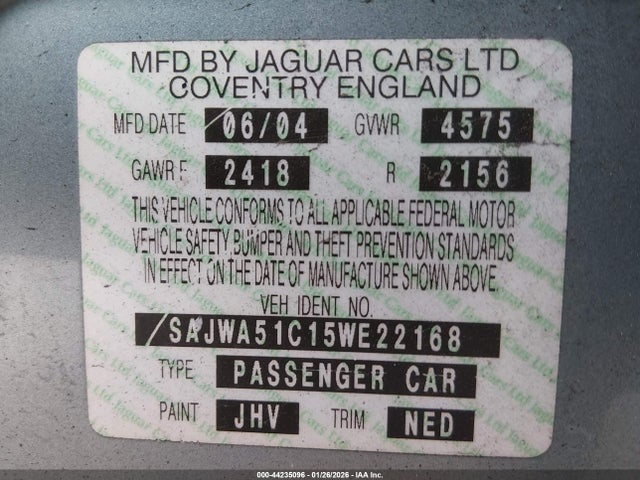 MFD BY JAGUAR CARS LTD
COVENTRY ENGLAND
MFD DATE 06/04 GVWR 4575
GAWR F 2418 R 2156
THIS VEHICLE CONFORMS TO ALL APPLICABLE FEDERAL MOTOR
VEHICLE SAFETY BUMPER AND THEFT PREVENTION STANDARDS
IN EFFECT ON THE DATE OF MANUFACTURE SHOWN ABOVE.
VEH IDENT NO.
SAJWA51C15WE22168
TYPE PASSENGER CAR
PAINT JHV TRIM NED
000-44235096 - 01/26/2026 - IAA Inc.